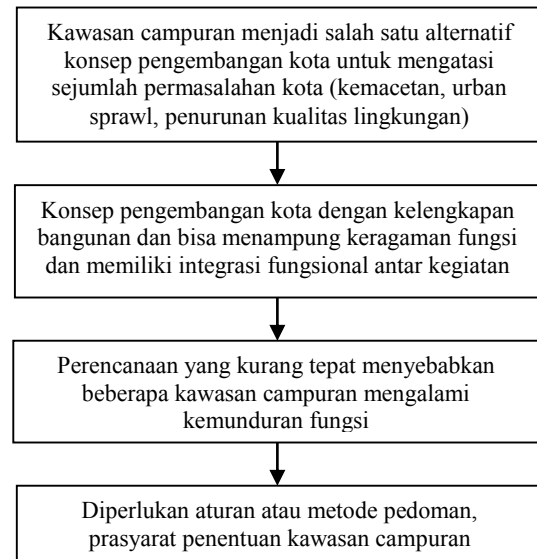 Kawasan campuran menjadi salah satu alternatif
konsep pengembangan kota untuk mengatasi
sejumlah permasalahan kota (kemacetan, urban
sprawl, penurunan kualitas lingkungan)
Konsep pengembangan kota dengan kelengkapan
bangunan dan bisa menampung keragaman fungsi
dan memiliki integrasi fungsional antar kegiatan
Perencanaan yang kurang tepat menyebabkan
beberapa kawasan campuran mengalami
kemunduran fungsi
Diperlukan aturan atau metode pedoman,
prasyarat penentuan kawasan campuran